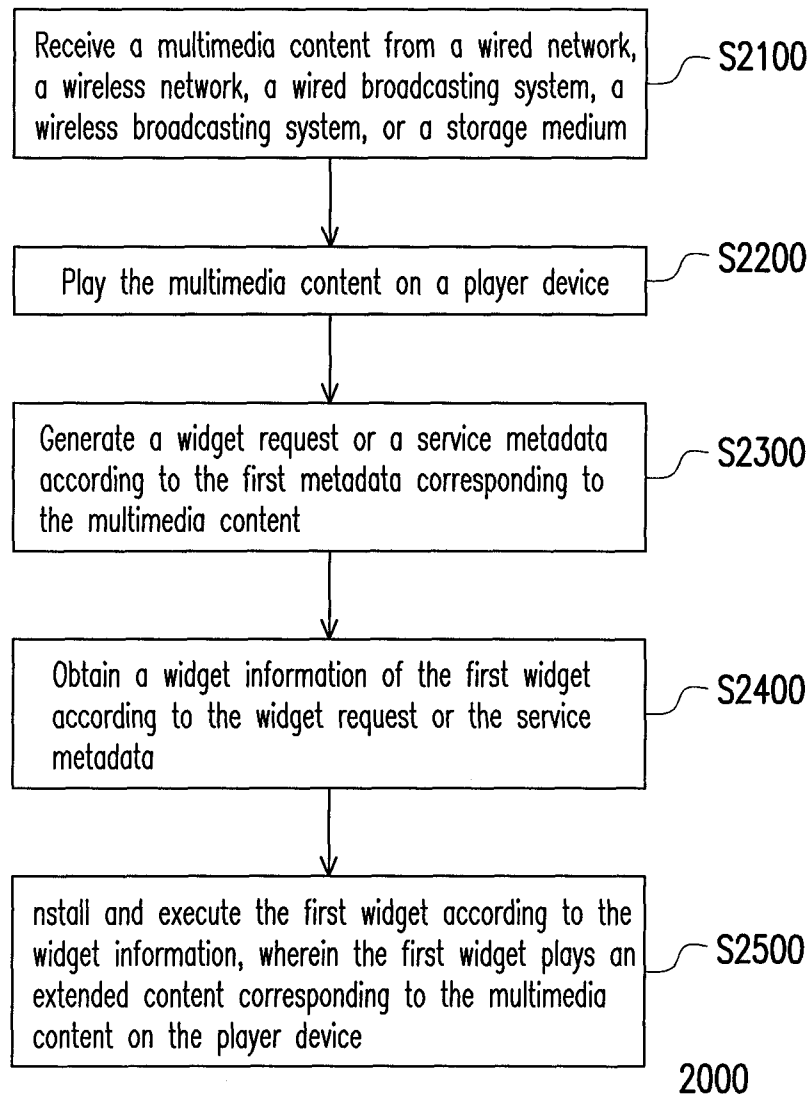 Receive a multimedia content from a wired network,
a wireless network, a wired broadcasting system, a
wireless broadcasting system, or a storage medium
S2100
Play the multimedia content on a player device
S2200
Generate a widget request or a service metadata
according to the first metadata corresponding to
the multimedia content
S2300
Obtain a widget information of the first widget
according to the widget request or the service
metadata
S2400
nstall and execute the first widget according to the
widget information, wherein the first widget plays an
extended content corresponding to the multimedia
content on the player device
S2500
2000